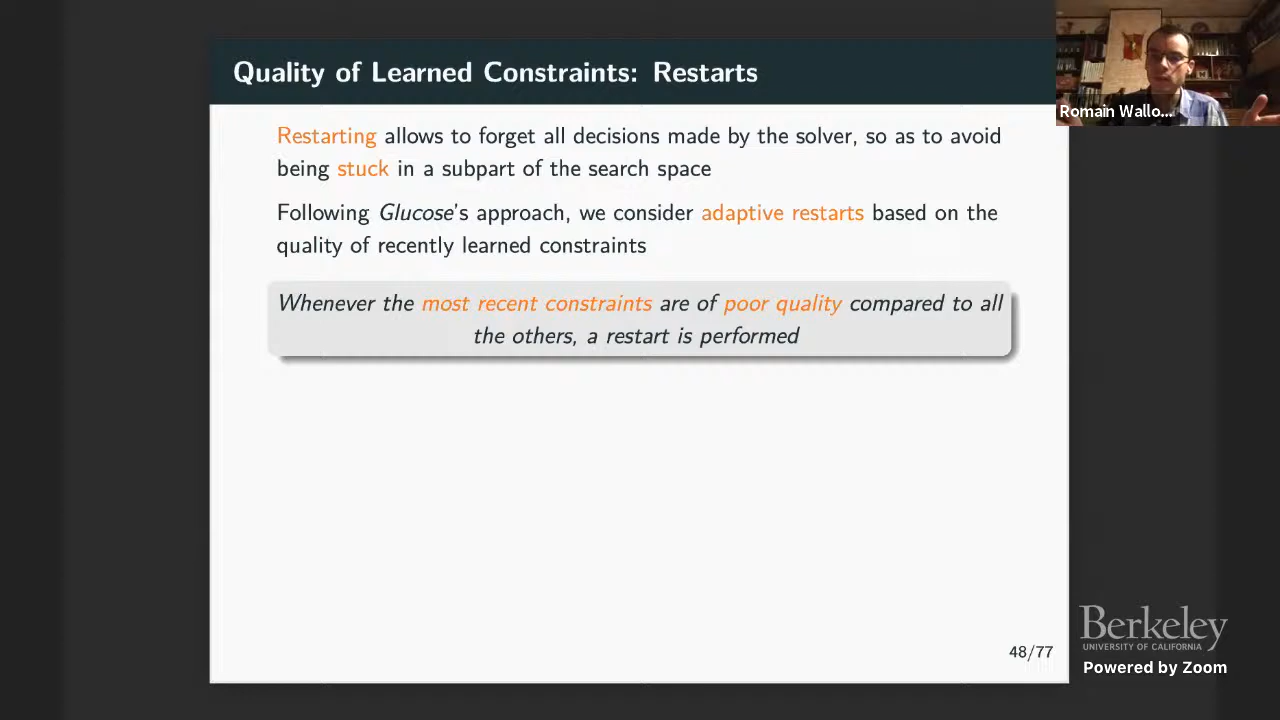 Quality of Learned Constraints: Restarts
Romain Wallo...
Restarting allows to forget all decisions made by the solver, so as to avoid
being stuck in a subpart of the search space
Following Glucose's approach, we consider adaptive restarts based on the
quality of recently learned constraints
Whenever the most recent constraints are of poor quality compared to all
the others, a restart is performed
48/77
Berkeley
UNIVERSITY OF CALIFORNIA
Powered by Zoom